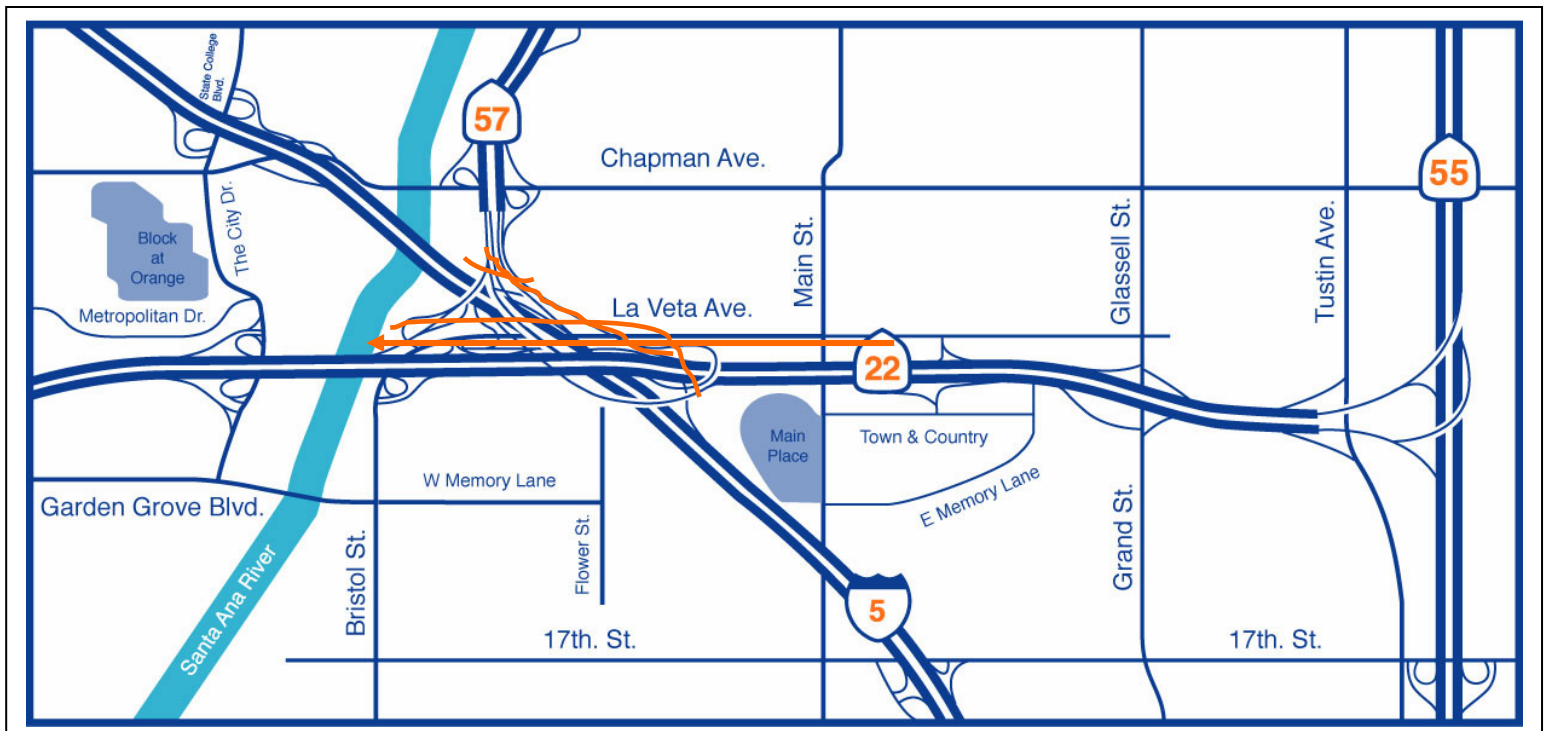 State College
Blvd.
57
Chapman Ave.
55
Block
at
Orange
The City Dr.
Main St.
Glassell St.
Tustin Ave.
Metropolitan Dr.
La Veta Ave.
22
Main
Place
Town & Country
W Memory Lane
E Memory Lane
Garden Grove Blvd.
Santa Ana River
Bristol St.
Flower St.
Grand St.
5
17th. St.
17th. St.